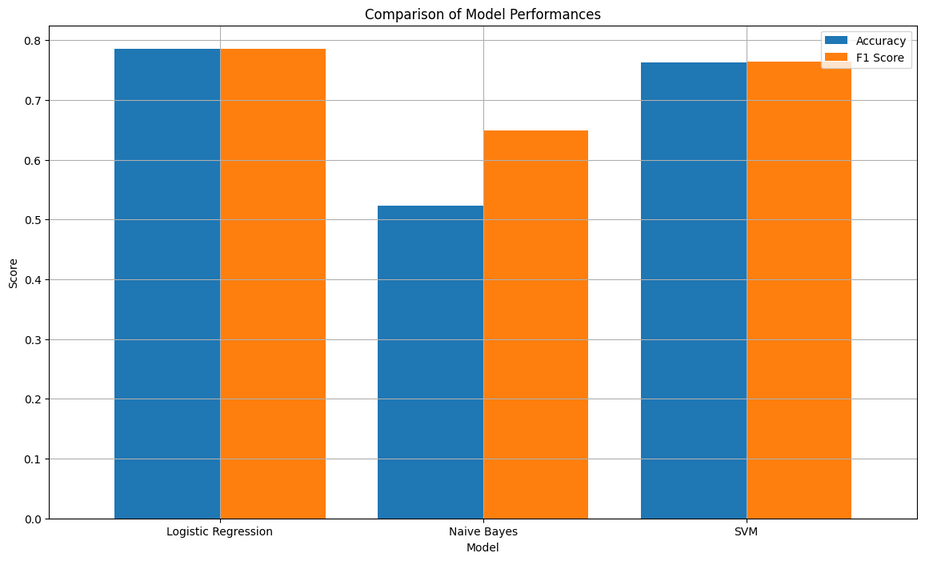 Comparison of Model Performances
Accuracy
F1 Score
0.8
0.7
0.6
0.5
0.4
0.3
0.2
0.1
0.0
Score
Logistic Regression
Naive Bayes
SVM
Model